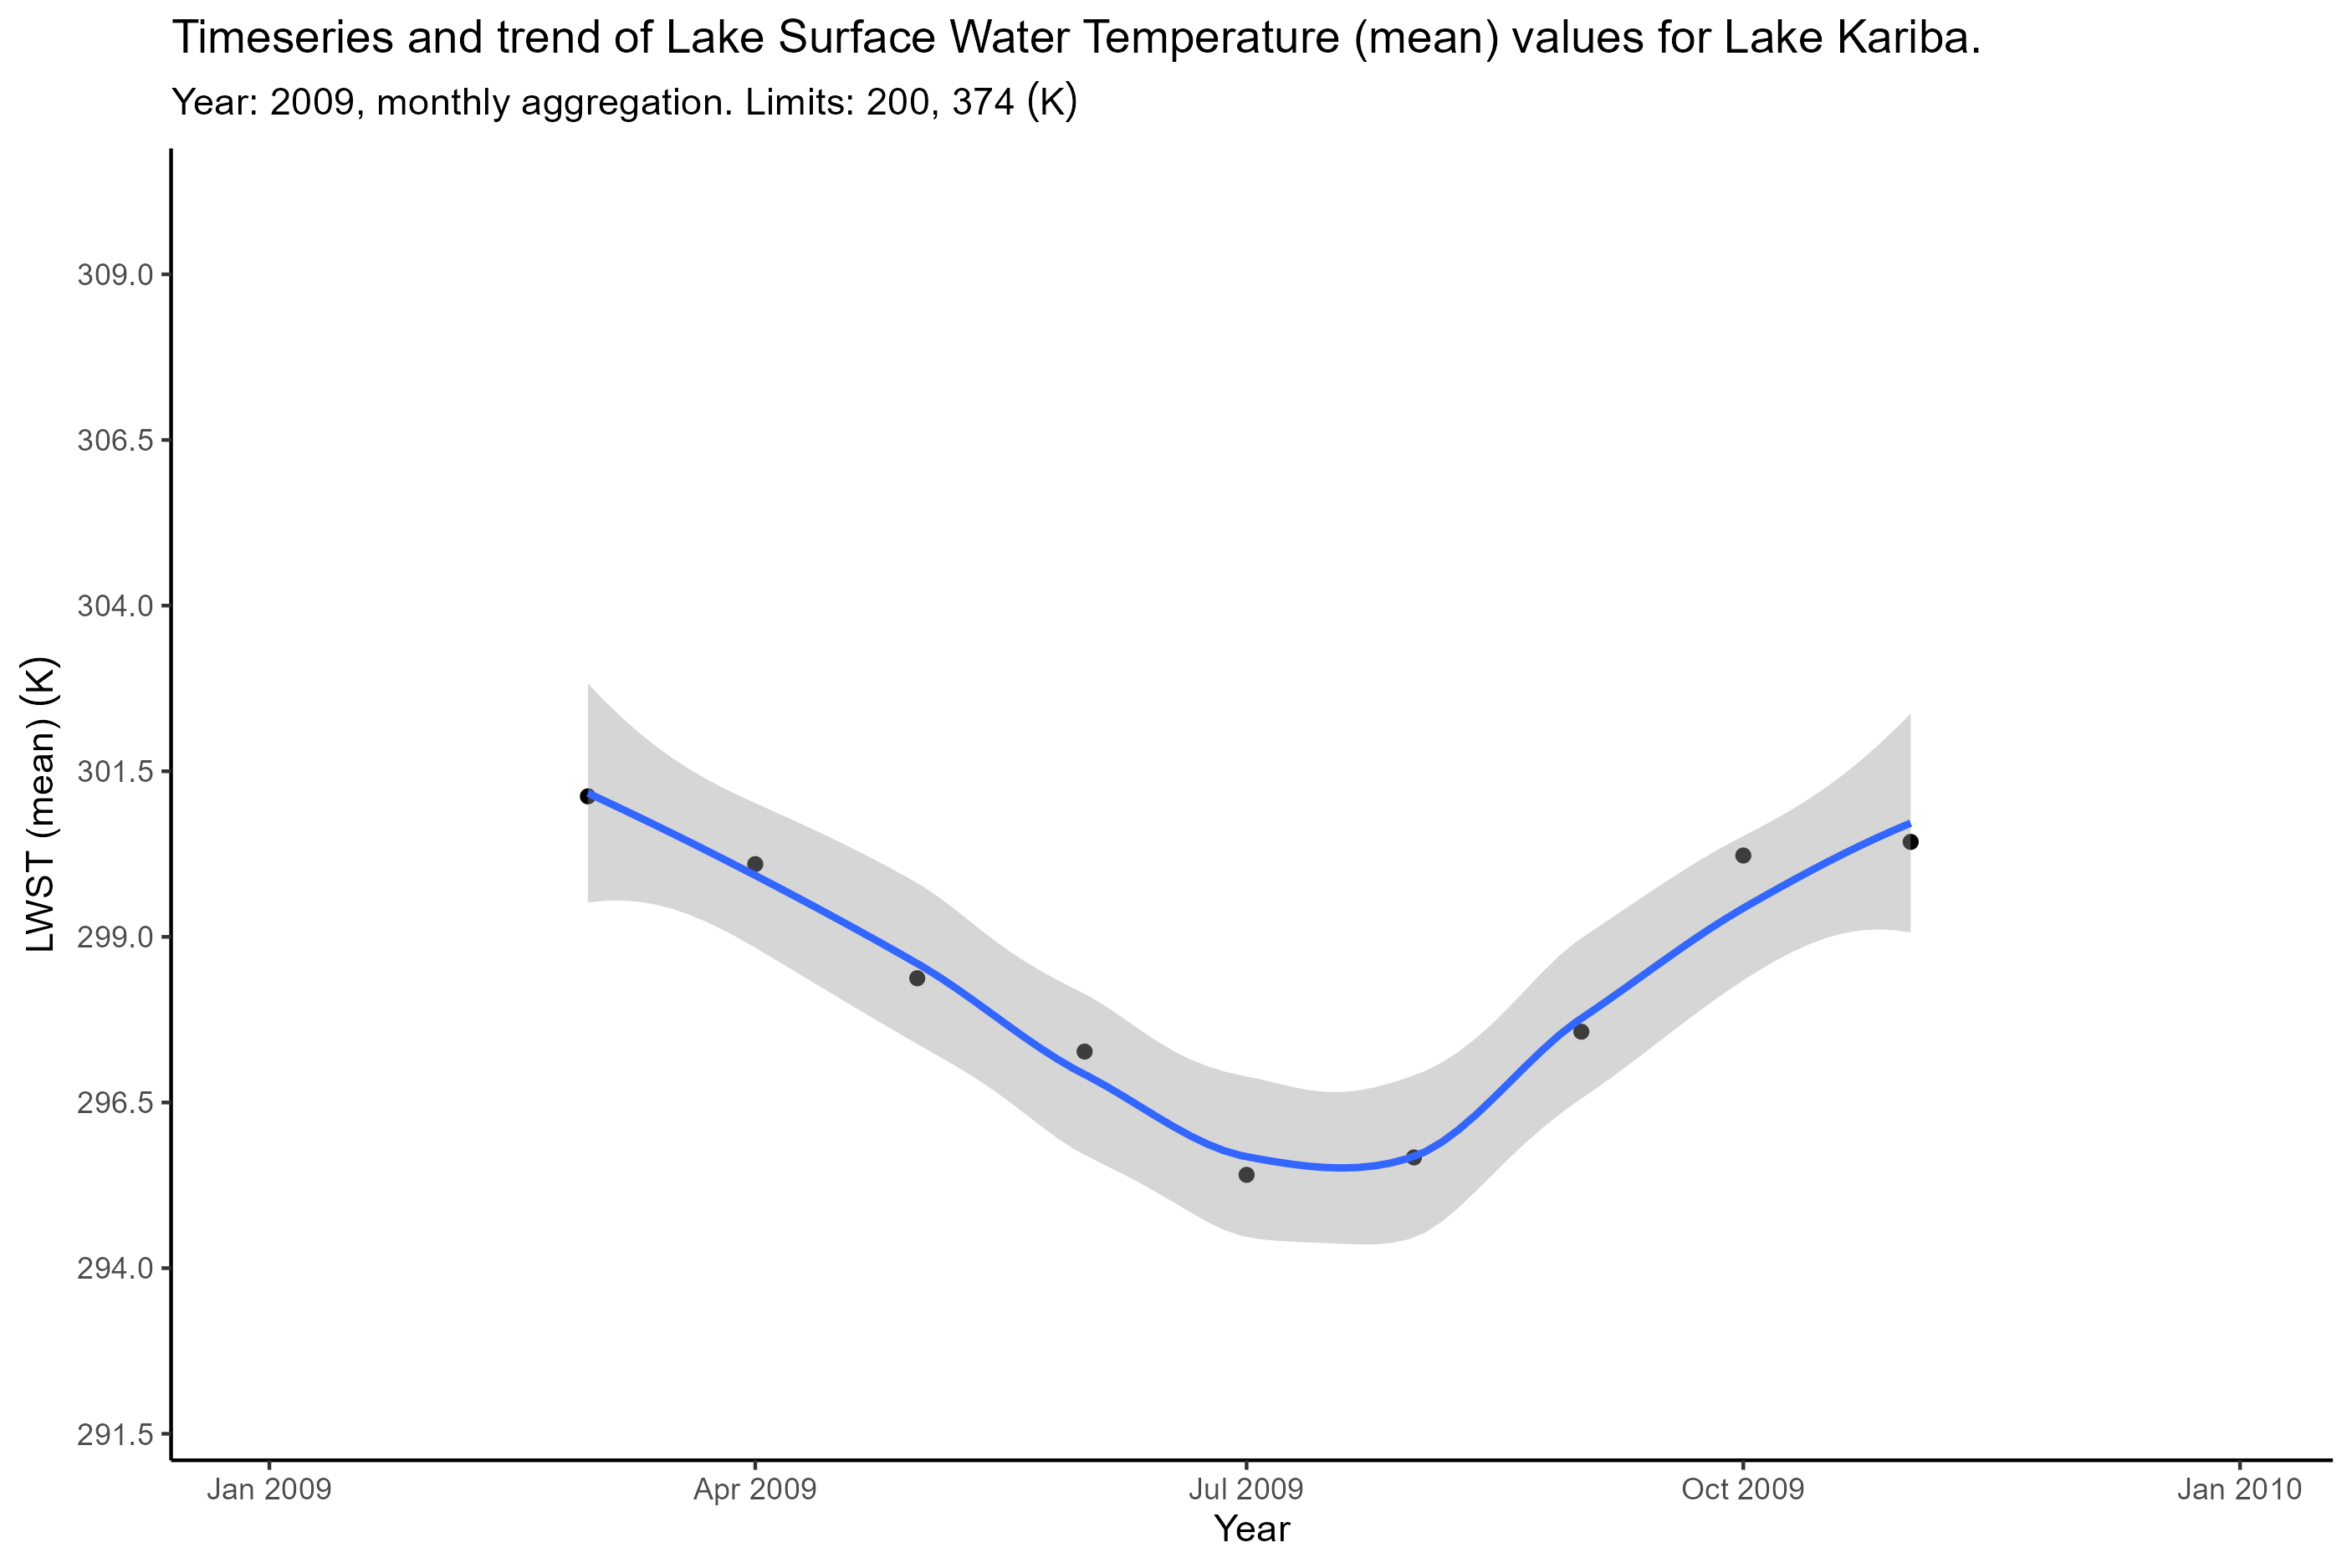 Timeseries and trend of Lake Surface Water Temperature (mean) values for Lake Kariba.
Year: 2009, monthly aggregation. Limits: 200, 374 (K)
LWST (mean) (K)
309.0
306.5
304.0
301.5
299.0
296.5
294.0
291.5
Jan 2009 Apr 2009 Jul 2009 Oct 2009 Jan 2010
Year